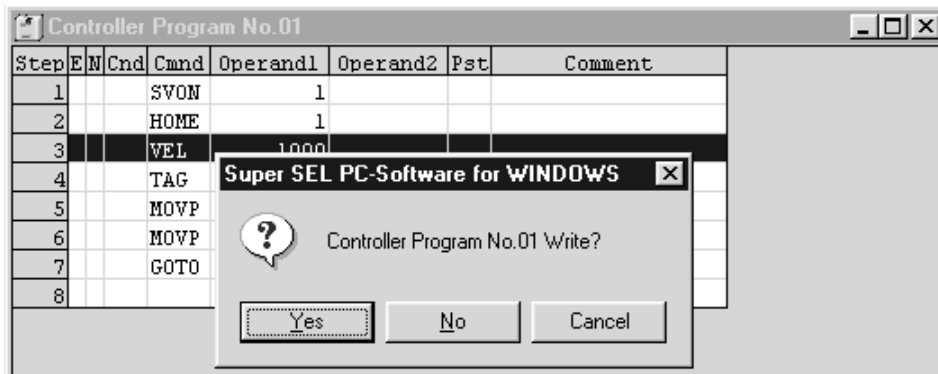 Controller Program No.01
Step E N Cnd Cmnd Operand1 Operand2 Pst Comment
1 SVON 1
2 HOME 1
3 VEL 1000
4 TAG
5 MOVP
6 MOVP
7 GOTO
8
Super SEL PC-Software for WINDOWS
Controller Program No.01 Write?
Yes No Cancel